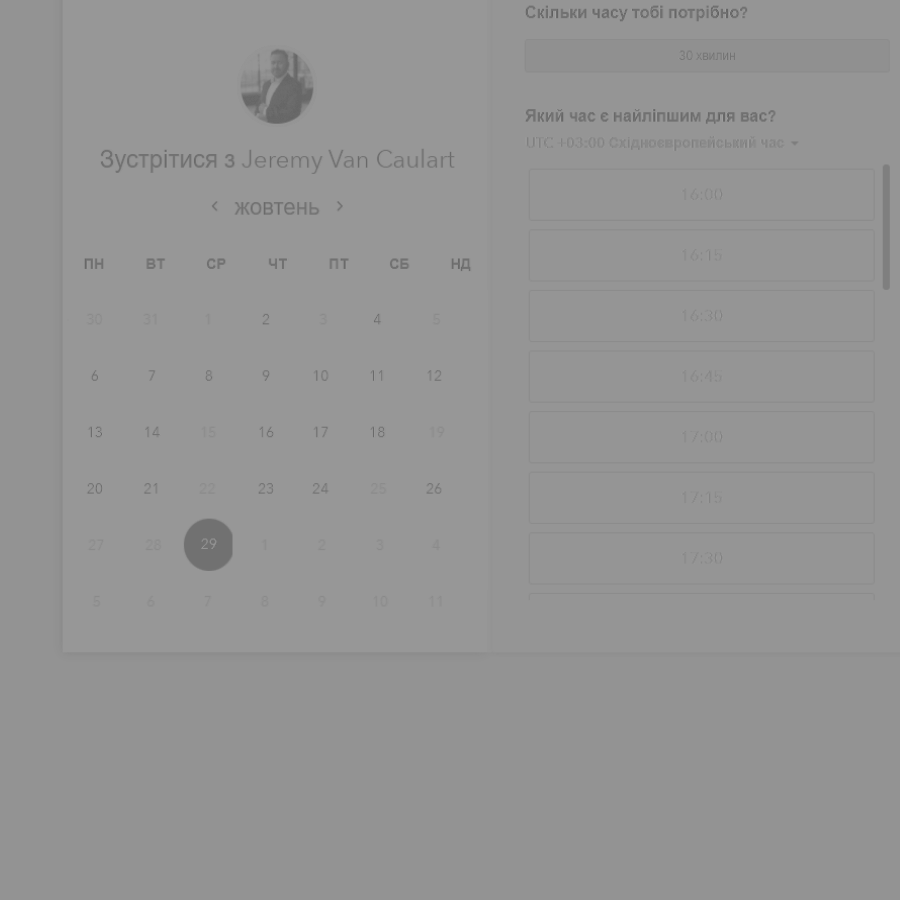 Зустрітися з Jeremy Van Caulart
жовтень
ПН ВТ СР ЧТ ПТ СБ НД
30 31 1 2 3 4 5
6 7 8 9 10 11 12
13 14 15 16 17 18 19
20 21 22 23 24 25 26
27 28 29 1 2 3 4
5 6 7 8 9 10 11
Скільки часу тобі потрібно?
30 хвилин
Який час є найліпшим для вас?
UTC +03:00 Східноєвропейський час
16:00
16:15
16:30
16:45
17:00
17:15
17:30